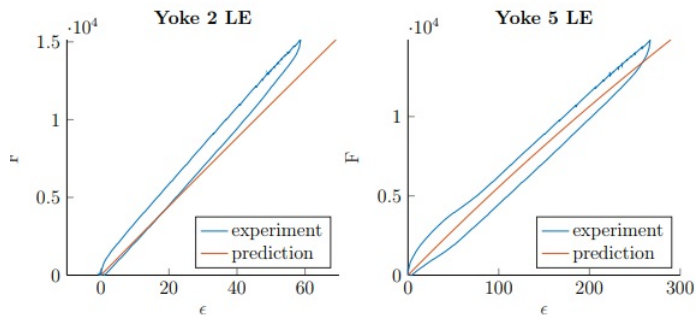 Yoke 2 LE
·10⁴
1.5
1
0.5
0
0
20
40
60
ϵ
experiment
prediction
Yoke 5 LE
·10⁴
F
1
0.5
0
0
100
200
300
ϵ
experiment
prediction